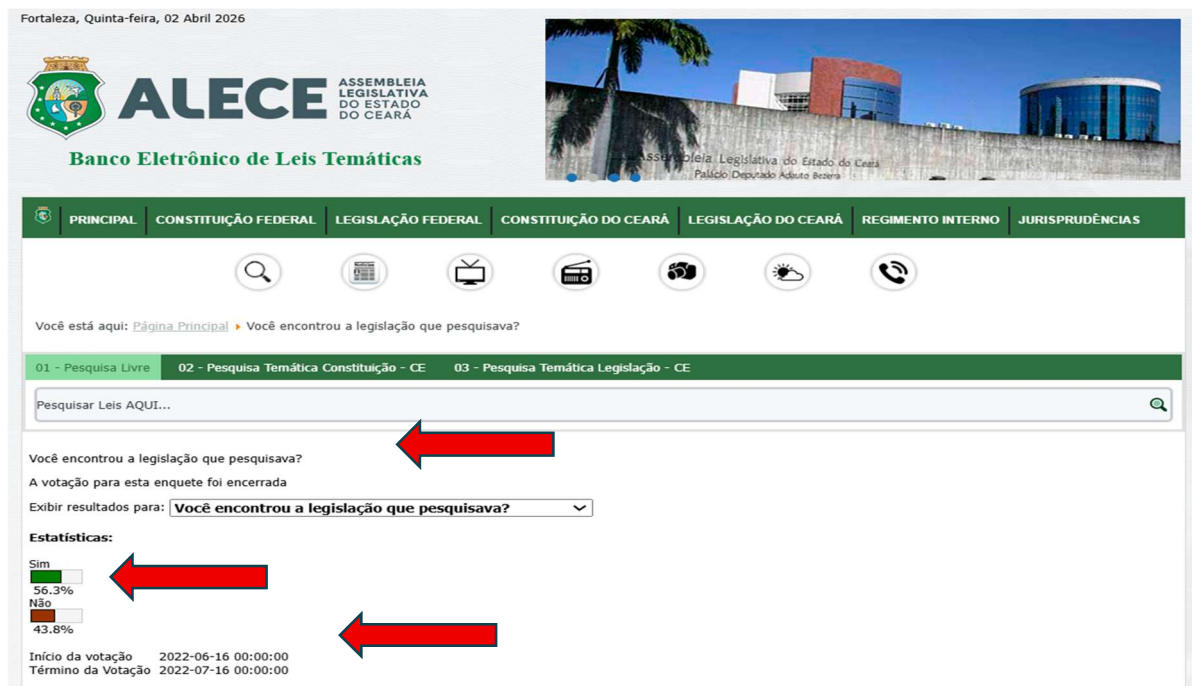 Fortaleza, Quinta-feira, 02 Abril 2026
ALECE
ASSEMBLEIA
LEGISLATIVA
DO ESTADO
DO CEARÁ
Banco Eletrônico de Leis Temáticas
Assembleia Legislativa do Estado do Ceará
Palácio Deputado Adauto Bezerra
PRINCIPAL CONSTITUIÇÃO FEDERAL LEGISLAÇÃO FEDERAL CONSTITUIÇÃO DO CEARÁ LEGISLAÇÃO DO CEARÁ REGIMENTO INTERNO JURISPRUDÊNCIAS
Você está aqui: Página Principal Você encontrou a legislação que pesquisava?
01 - Pesquisa Livre 02 - Pesquisa Temática Constituição - CE 03 - Pesquisa Temática Legislação - CE
Pesquisar Leis AQUI...
Você encontrou a legislação que pesquisava?
A votação para esta enquete foi encerrada
Exibir resultados para: Você encontrou a legislação que pesquisava?
Estatísticas:
Sim
56.3%
Não
43.8%
Início da votação 2022-06-16 00:00:00
Término da Votação 2022-07-16 00:00:00